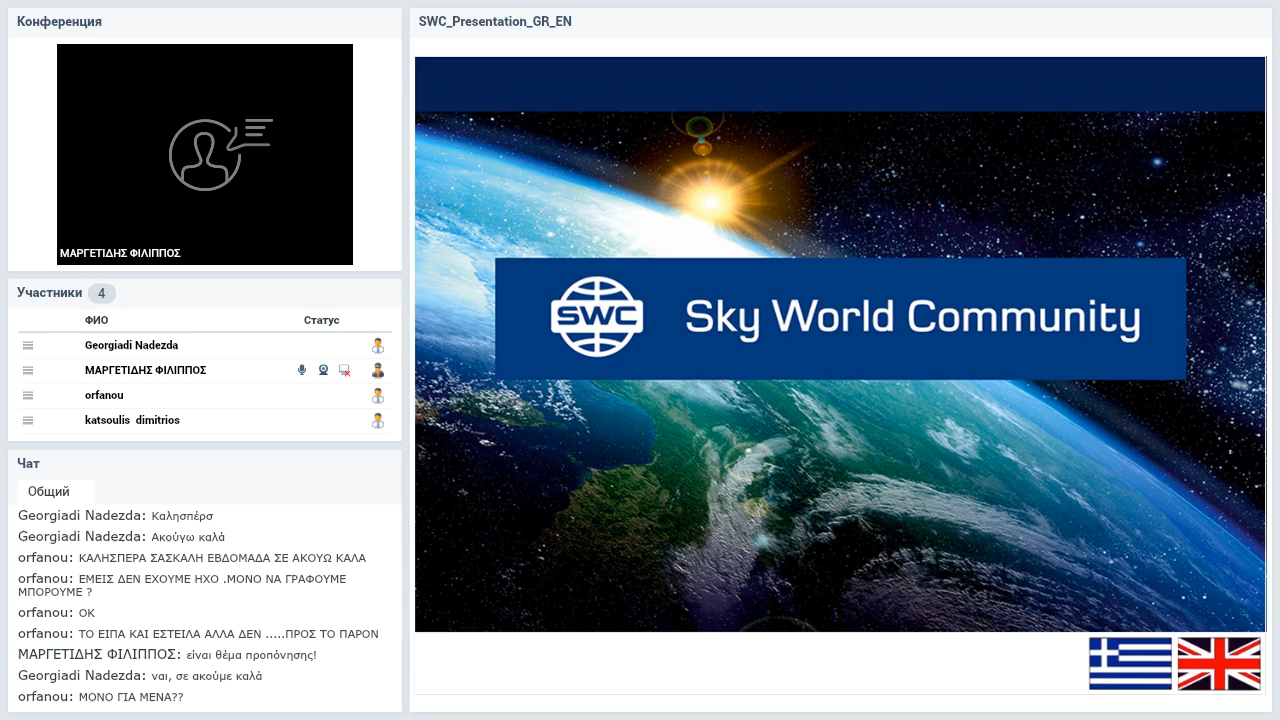 Конференция
ΜΑΡΓΕΤΙΔΗΣ ΦΙΛΙΠΠΟΣ
Участники 4
ФИО Статус
Georgiadi Nadezda
ΜΑΡΓΕΤΙΔΗΣ ΦΙΛΙΠΠΟΣ
orfanou
katsoulis dimitrios
Чат
Общий
Georgiadi Nadezda: Καλησπέρσ
Georgiadi Nadezda: Ακούγω καλά
orfanou: ΚΑΛΗΣΠΕΡΑ ΣΑΣΚΑΛΗ ΕΒΔΟΜΑΔΑ ΣΕ ΑΚΟΥΩ ΚΑΛΑ
orfanou: ΕΜΕΙΣ ΔΕΝ ΕΧΟΥΜΕ ΗΧΟ .ΜΟΝΟ ΝΑ ΓΡΑΦΟΥΜΕ
ΜΠΟΡΟΥΜΕ ?
orfanou: ΟΚ
orfanou: ΤΟ ΕΙΠΑ ΚΑΙ ΕΣΤΕΙΛΑ ΑΛΛΑ ΔΕΝ .....ΠΡΟΣ ΤΟ ΠΑΡΟΝ
ΜΑΡΓΕΤΙΔΗΣ ΦΙΛΙΠΠΟΣ: είναι θέμα προπόνησης!
Georgiadi Nadezda: ναι, σε ακούμε καλά
orfanou: ΜΟΝΟ ΓΙΑ ΜΕΝΑ??
SWC_Presentation_GR_EN
SWC Sky World Community